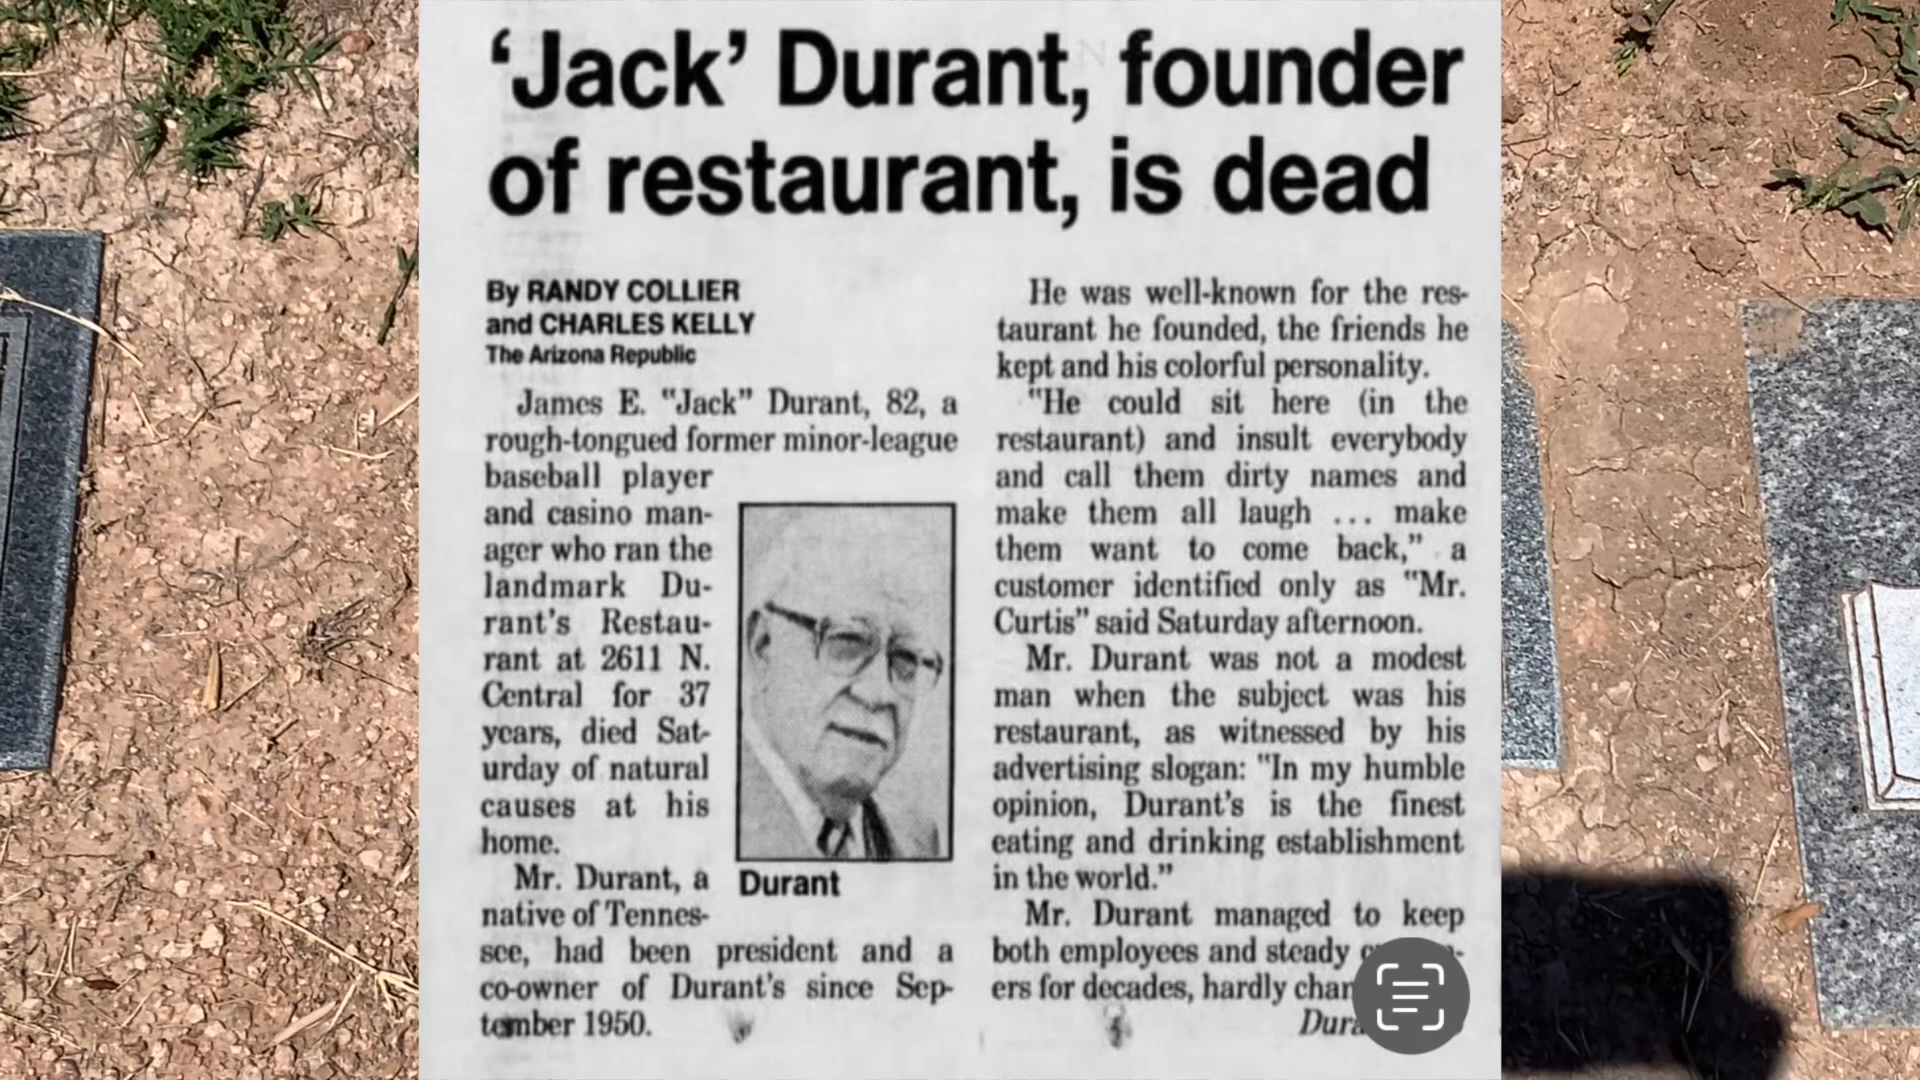 ‘Jack’ Durant, founder
of restaurant, is dead
By RANDY COLLIER
and CHARLES KELLY
The Arizona Republic
James E. "Jack" Durant, 82, a
rough-tongued former minor-league
baseball player
and casino man-
ager who ran the
landmark Du-
rant's Restau-
rant at 2611 N.
Central for 37
years, died Sat-
urday of natural
causes at his
home.
Mr. Durant, a
native of Tennes-
see, had been president and a
co-owner of Durant's since Sep-
tember 1950.
Durant
He was well-known for the res-
taurant he founded, the friends he
kept and his colorful personality.
"He could sit here (in the
restaurant) and insult everybody
and call them dirty names and
make them all laugh ... make
them want to come back," a
customer identified only as "Mr.
Curtis" said Saturday afternoon.
Mr. Durant was not a modest
man when the subject was his
restaurant, as witnessed by his
advertising slogan: "In my humble
opinion, Durant's is the finest
eating and drinking establishment
in the world."
Mr. Durant managed to keep
both employees and steady
ers for decades, hardly